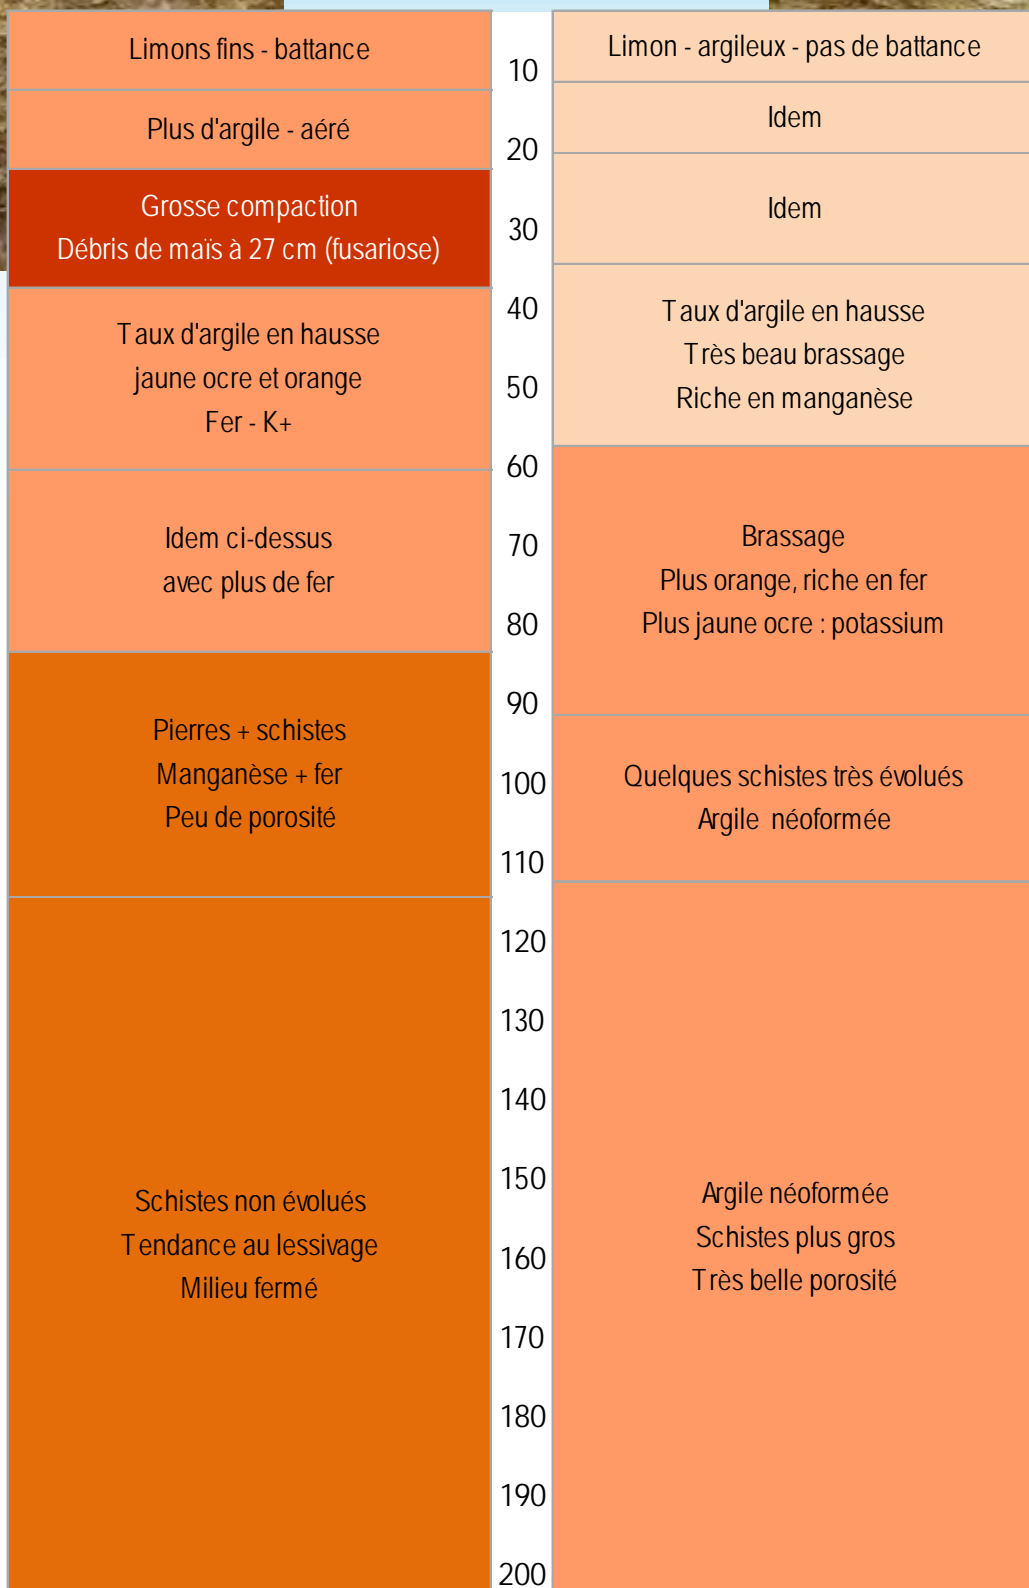 Limons fins - battance
Plus d'argile - aéré
Grosse compaction
Débris de maïs à 27 cm (fusariose)
Taux d'argile en hausse
jaune ocre et orange
Fer - K+
Idem ci-dessus
avec plus de fer
Pierres + schistes
Manganèse + fer
Peu de porosité
Schistes non évolués
Tendance au lessivage
Milieu fermé
10
20
30
40
50
60
70
80
90
100
110
120
130
140
150
160
170
180
190
200
Limon - argileux - pas de battance
Idem
Idem
Taux d'argile en hausse
Très beau brassage
Riche en manganèse
Brassage
Plus orange, riche en fer
Plus jaune ocre : potassium
Quelques schistes très évolués
Argile néoformée
Argile néoformée
Schistes plus gros
Très belle porosité